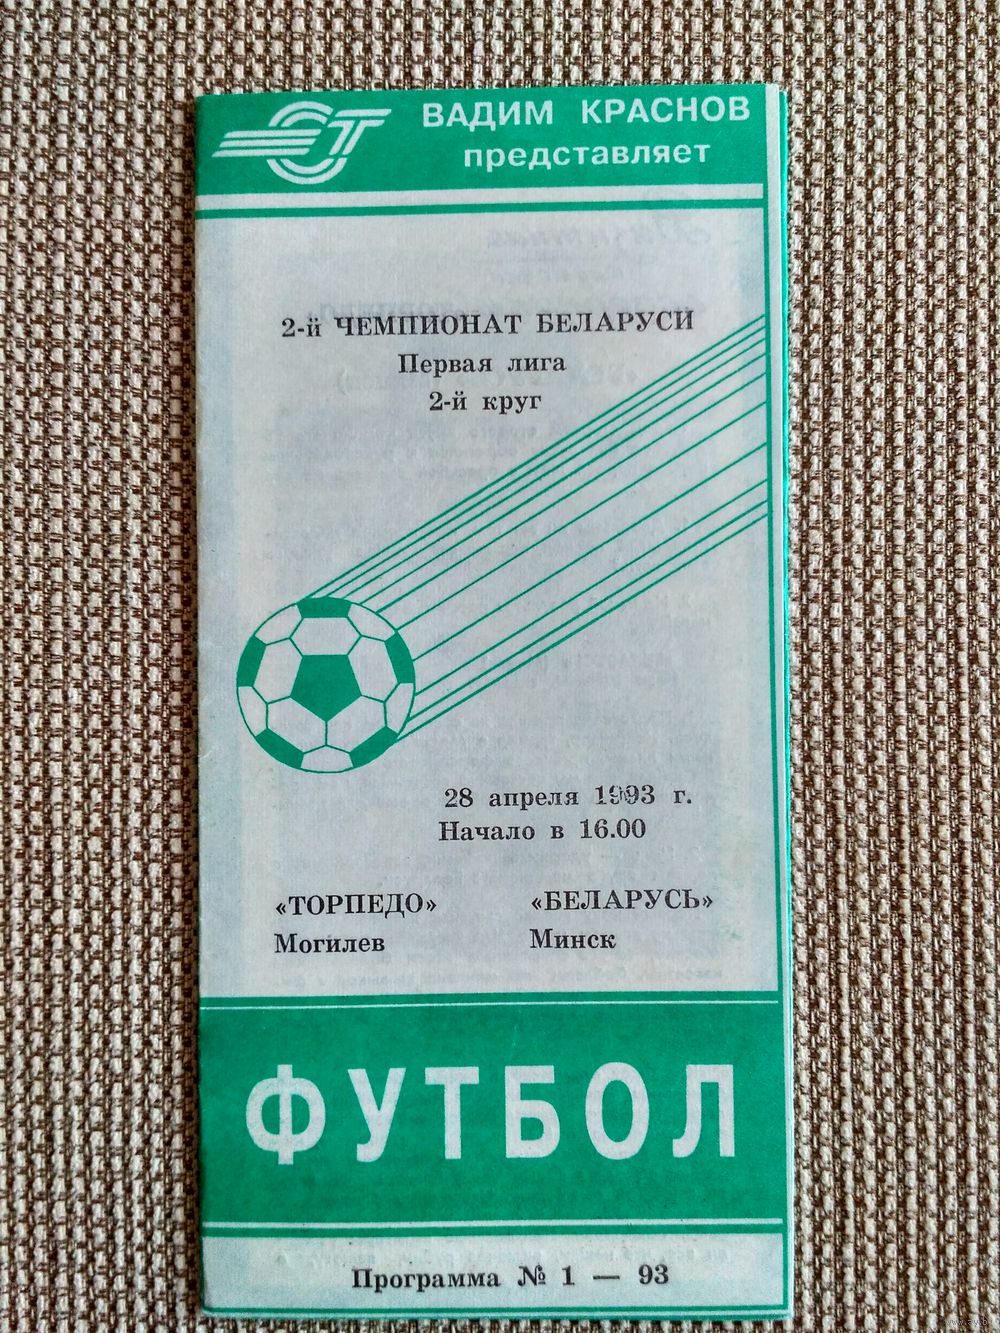 СТ
ВАДИМ КРАСНОВ
представляет
2-й ЧЕМПИОНАТ БЕЛАРУСИ
Первая лига
2-й круг
28 апреля 1993 г.
Начало в 16.00
«ТОРПЕДО» «БЕЛАРУСЬ»
Могилев Минск
ФУТБОЛ
Программа № 1 — 93